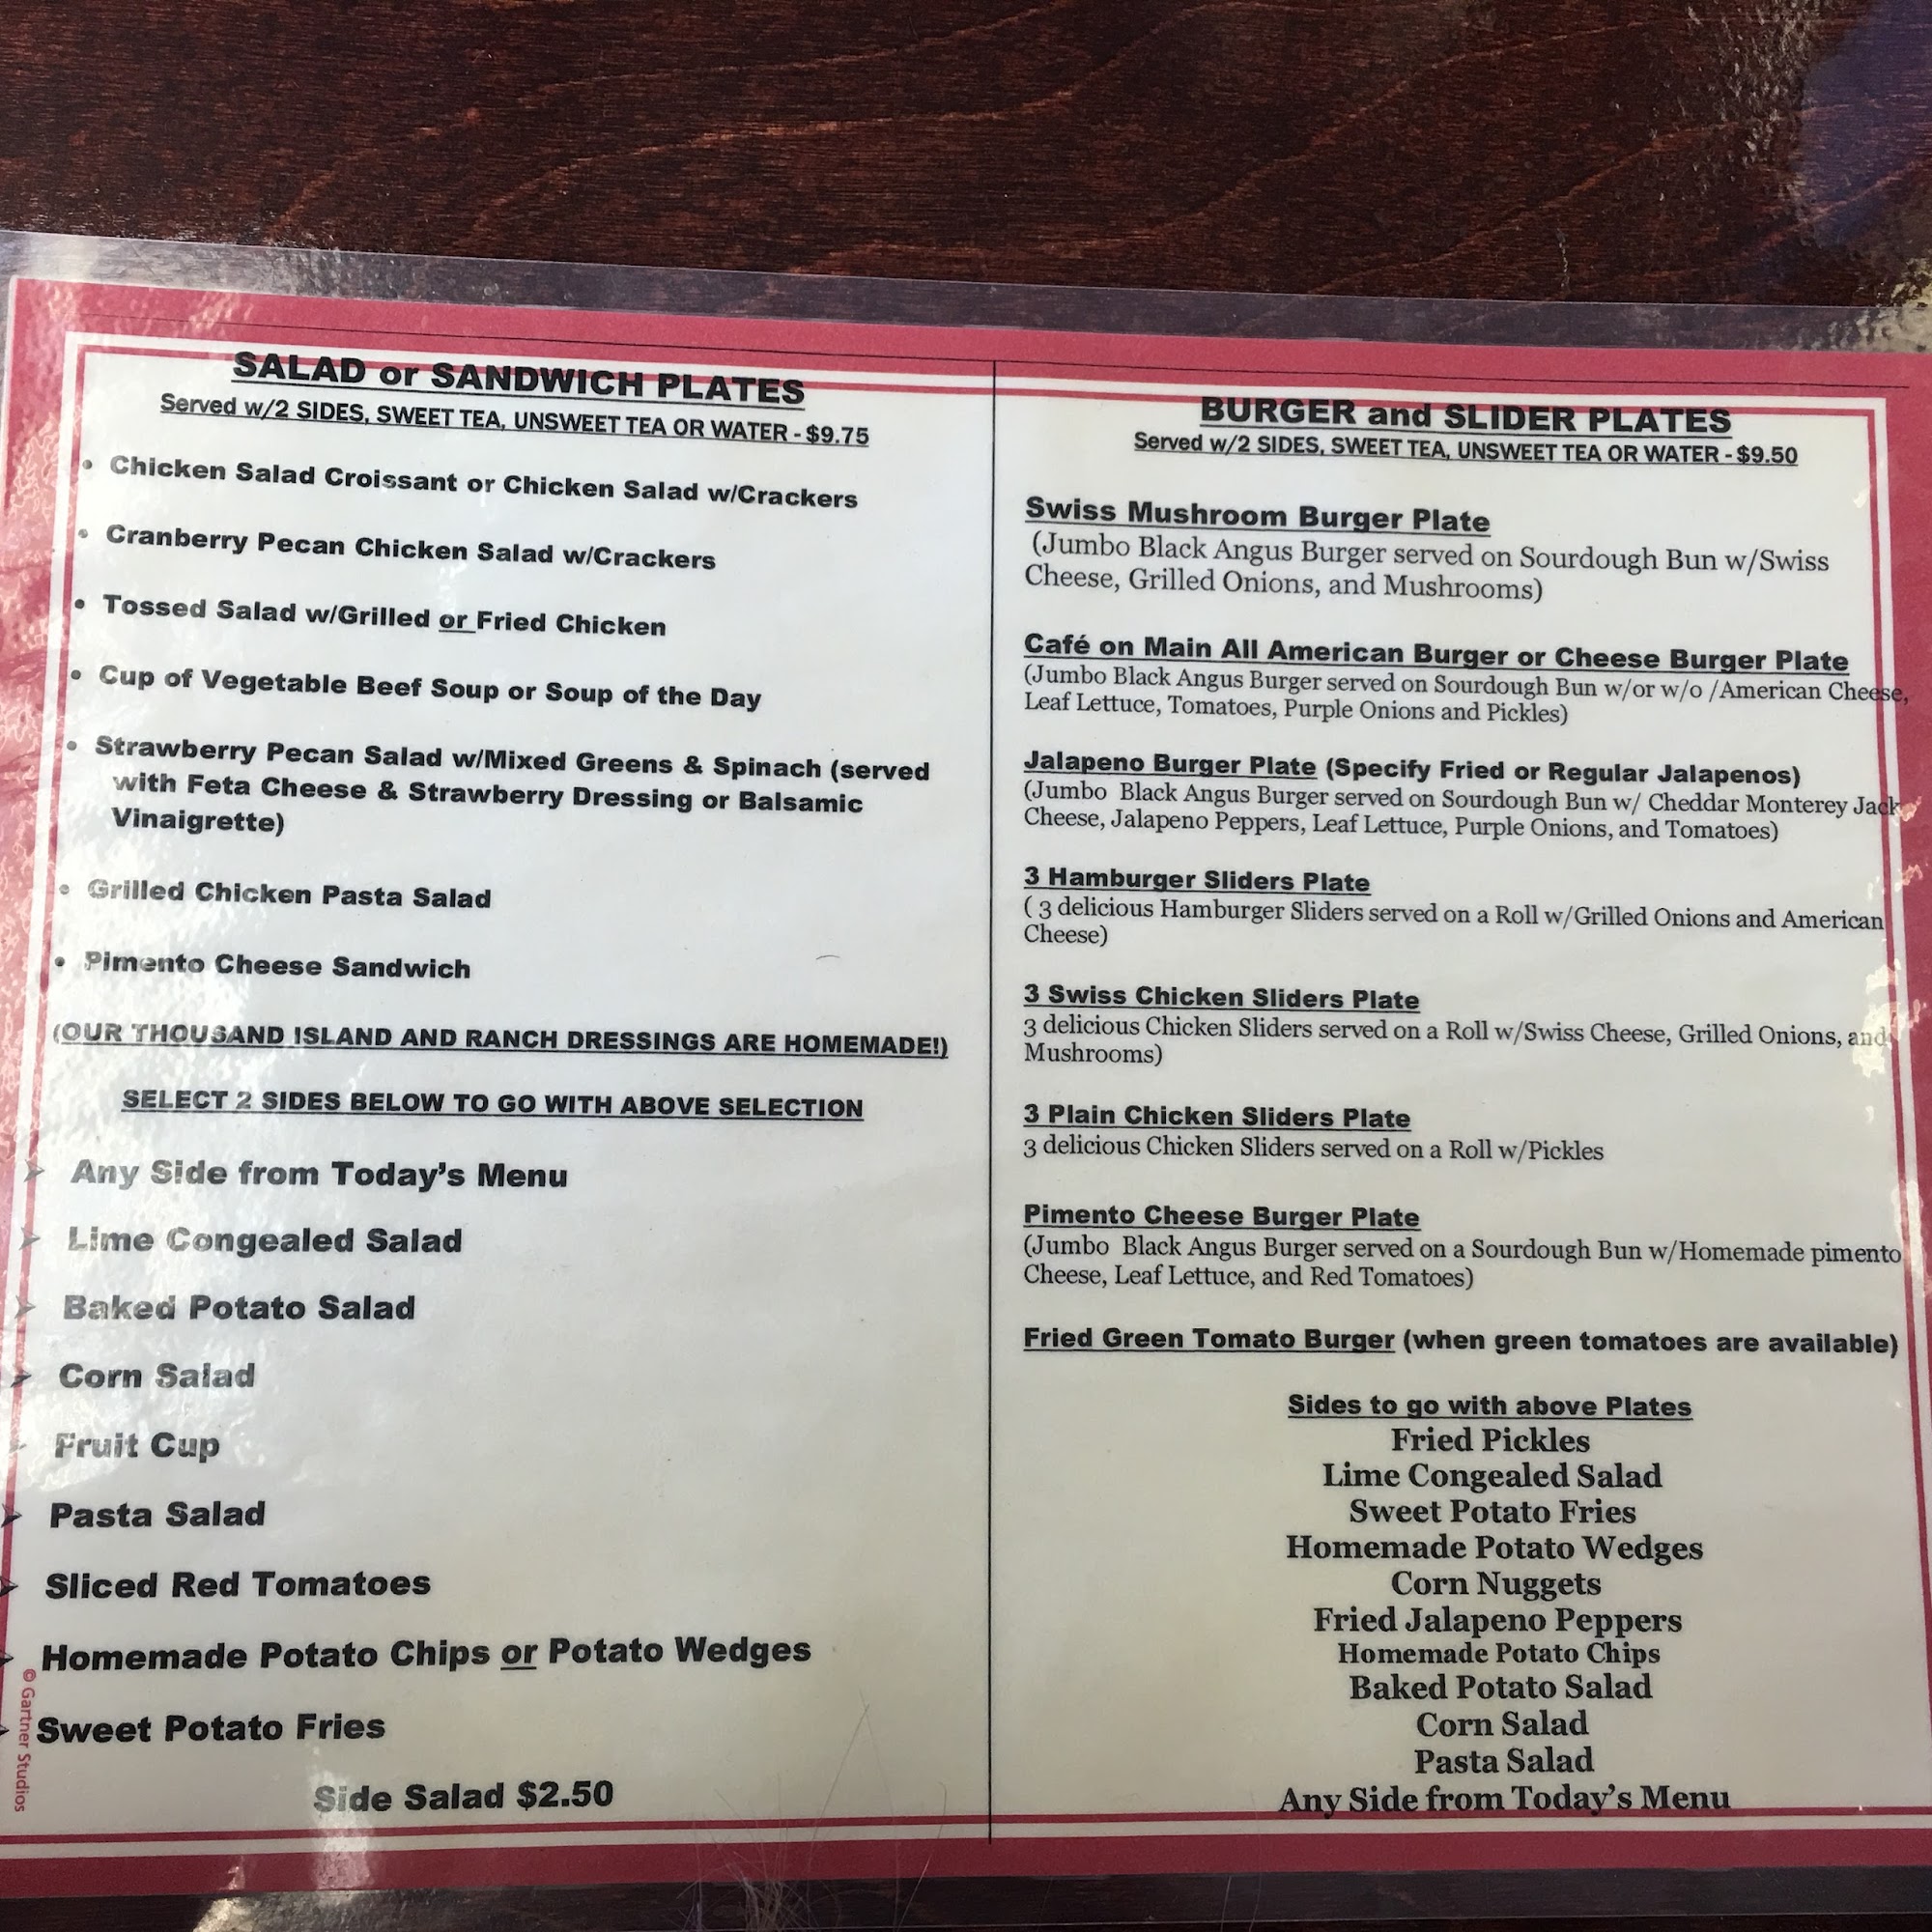 SALAD or SANDWICH PLATES
Served w/2 SIDES, SWEET TEA, UNSWEET TEA OR WATER - $9.75
• Chicken Salad Croissant or Chicken Salad w/Crackers
• Cranberry Pecan Chicken Salad w/Crackers
• Tossed Salad w/Grilled or Fried Chicken
• Cup of Vegetable Beef Soup or Soup of the Day
• Strawberry Pecan Salad w/Mixed Greens & Spinach (served
with Feta Cheese & Strawberry Dressing or Balsamic
Vinaigrette)
• Grilled Chicken Pasta Salad
• Pimento Cheese Sandwich
(OUR THOUSAND ISLAND AND RANCH DRESSINGS ARE HOMEMADE!)
SELECT 2 SIDES BELOW TO GO WITH ABOVE SELECTION
➢ Any Side from Today's Menu
➢ Lime Congealed Salad
➢ Baked Potato Salad
➢ Corn Salad
➢ Fruit Cup
➢ Pasta Salad
➢ Sliced Red Tomatoes
➢ Homemade Potato Chips or Potato Wedges
➢ Sweet Potato Fries
Side Salad $2.50
© Gartner Studios
BURGER and SLIDER PLATES
Served w/2 SIDES, SWEET TEA, UNSWEET TEA OR WATER - $9.50
Swiss Mushroom Burger Plate
(Jumbo Black Angus Burger served on Sourdough Bun w/Swiss
Cheese, Grilled Onions, and Mushrooms)
Café on Main All American Burger or Cheese Burger Plate
(Jumbo Black Angus Burger served on Sourdough Bun w/or w/o /American Cheese,
Leaf Lettuce, Tomatoes, Purple Onions and Pickles)
Jalapeno Burger Plate (Specify Fried or Regular Jalapenos)
(Jumbo Black Angus Burger served on Sourdough Bun w/ Cheddar Monterey Jack
Cheese, Jalapeno Peppers, Leaf Lettuce, Purple Onions, and Tomatoes)
3 Hamburger Sliders Plate
( 3 delicious Hamburger Sliders served on a Roll w/Grilled Onions and American
Cheese)
3 Swiss Chicken Sliders Plate
3 delicious Chicken Sliders served on a Roll w/Swiss Cheese, Grilled Onions, and
Mushrooms)
3 Plain Chicken Sliders Plate
3 delicious Chicken Sliders served on a Roll w/Pickles
Pimento Cheese Burger Plate
(Jumbo Black Angus Burger served on a Sourdough Bun w/Homemade pimento
Cheese, Leaf Lettuce, and Red Tomatoes)
Fried Green Tomato Burger (when green tomatoes are available)
Sides to go with above Plates
Fried Pickles
Lime Congealed Salad
Sweet Potato Fries
Homemade Potato Wedges
Corn Nuggets
Fried Jalapeno Peppers
Homemade Potato Chips
Baked Potato Salad
Corn Salad
Pasta Salad
Any Side from Today's Menu